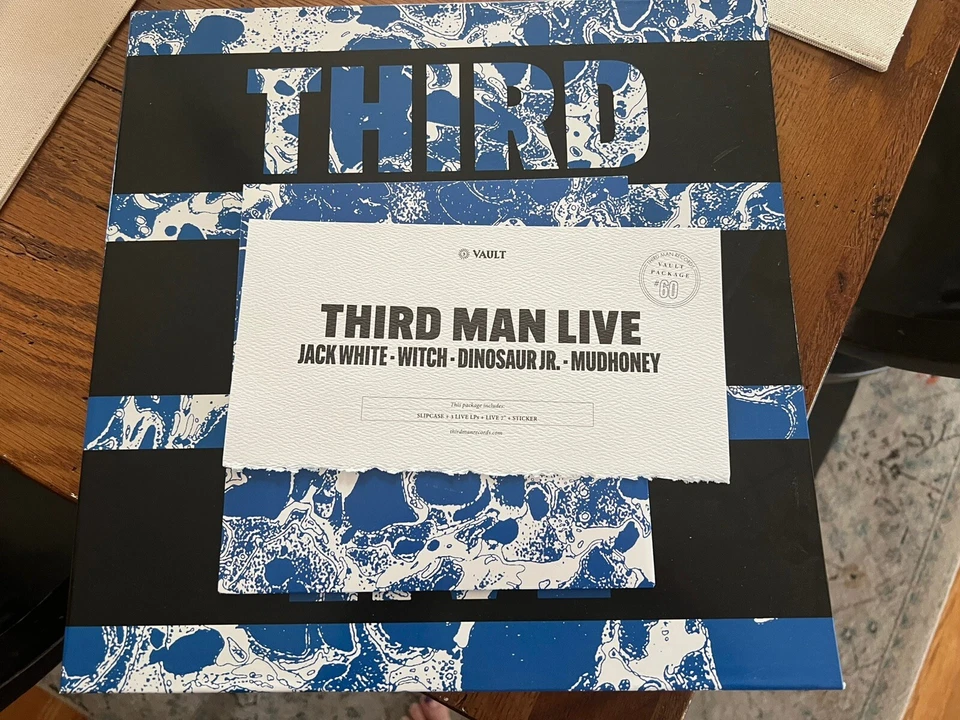 THIRD
VAULT
THIRD MAN RECORDS
VAULT
PACKAGE
#60
THIRD MAN LIVE
JACK WHITE - WITCH - DINOSAUR JR. - MUDHONEY
This package includes:
SLIPCASE + 3 LIVE LPs + LIVE 7" + STICKER
thirdmanrecords.com